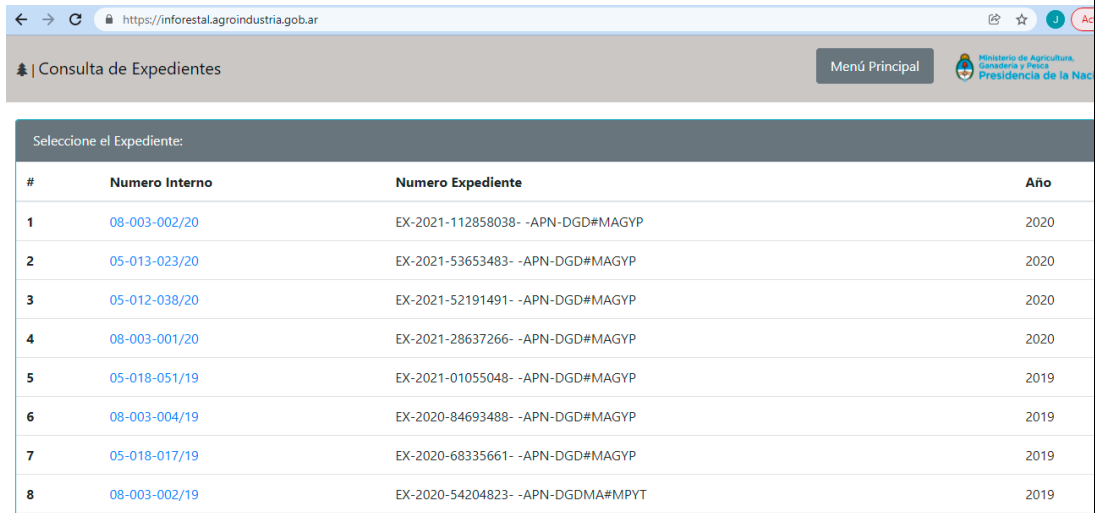 https://inforestal.agroindustria.gob.ar
J
Ac
| Consulta de Expedientes
Menú Principal
Ministerio de Agricultura,
Ganadería y Pesca
Presidencia de la Nac
Seleccione el Expediente:
# Numero Interno Numero Expediente Año
1 08-003-002/20 EX-2021-112858038- -APN-DGD#MAGYP 2020
2 05-013-023/20 EX-2021-53653483- -APN-DGD#MAGYP 2020
3 05-012-038/20 EX-2021-52191491- -APN-DGD#MAGYP 2020
4 08-003-001/20 EX-2021-28637266- -APN-DGD#MAGYP 2020
5 05-018-051/19 EX-2021-01055048- -APN-DGD#MAGYP 2019
6 08-003-004/19 EX-2020-84693488- -APN-DGD#MAGYP 2019
7 05-018-017/19 EX-2020-68335661- -APN-DGD#MAGYP 2019
8 08-003-002/19 EX-2020-54204823- -APN-DGDMA#MPYT 2019